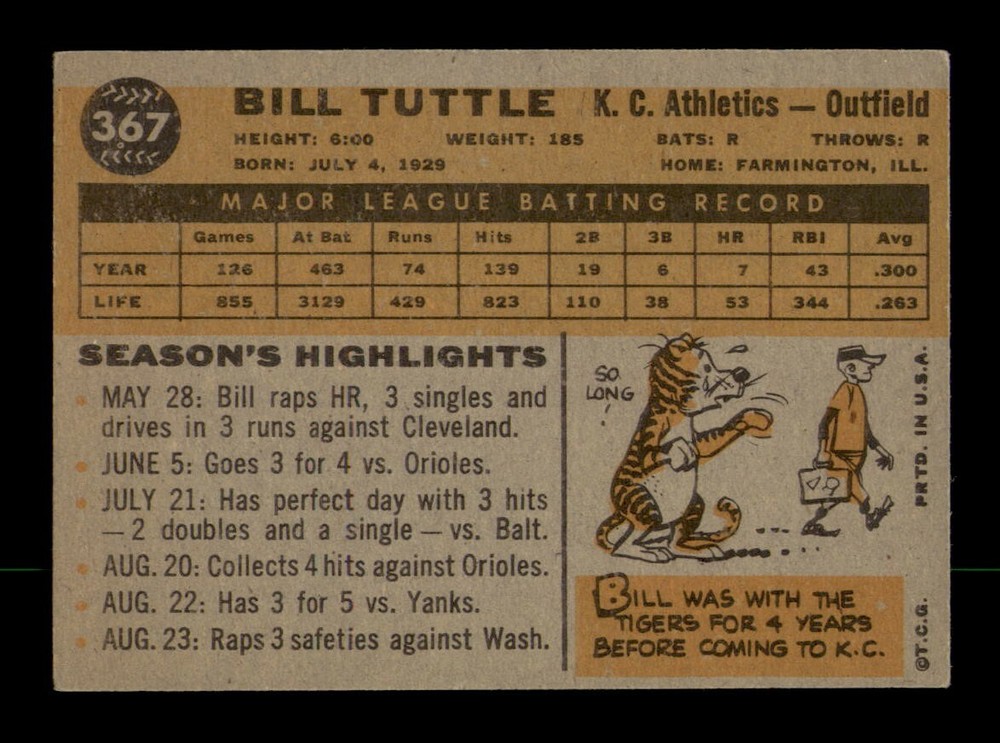 367
BILL TUTTLE K. C. Athletics — Outfield
HEIGHT: 6:00 WEIGHT: 185 BATS: R THROWS: R
BORN: JULY 4, 1929 HOME: FARMINGTON, ILL.
MAJOR LEAGUE BATTING RECORD
Games At Bat Runs Hits 2B 3B HR RBI Avg
YEAR 126 463 74 139 19 6 7 43 .300
LIFE 855 3129 429 823 110 38 53 344 .263
SEASON'S HIGHLIGHTS
MAY 28: Bill raps HR, 3 singles and
drives in 3 runs against Cleveland.
JUNE 5: Goes 3 for 4 vs. Orioles.
JULY 21: Has perfect day with 3 hits
— 2 doubles and a single — vs. Balt.
AUG. 20: Collects 4 hits against Orioles.
AUG. 22: Has 3 for 5 vs. Yanks.
AUG. 23: Raps 3 safeties against Wash.
SO
LONG
!
BILL WAS WITH THE
TIGERS FOR 4 YEARS
BEFORE COMING TO K.C.
©T.C.G. PRTD. IN U.S.A.